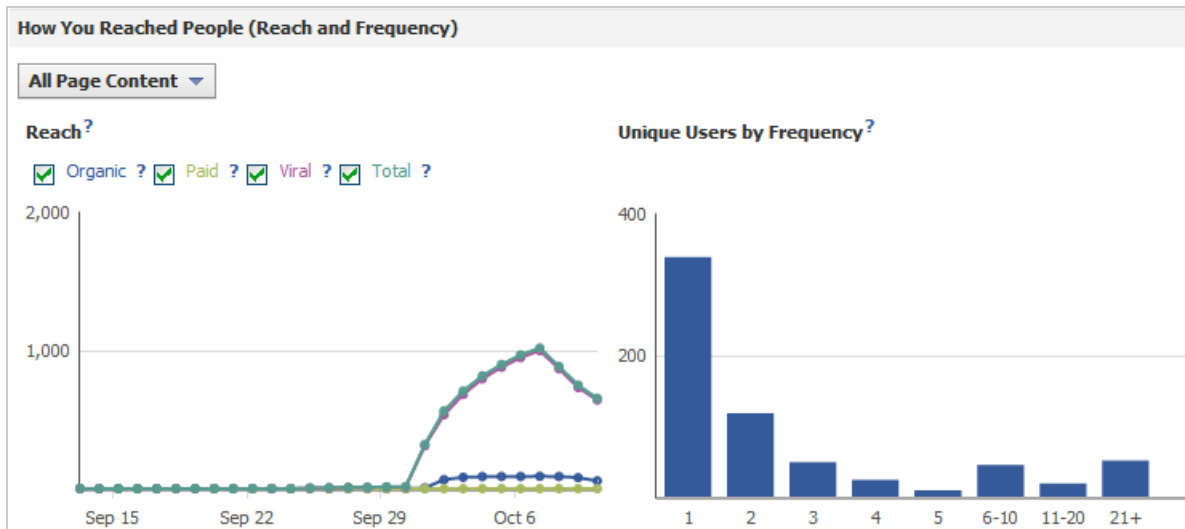 How You Reached People (Reach and Frequency)
All Page Content
Reach?
Organic ? Paid ? Viral ? Total ?
2,000
1,000
Sep 15 Sep 22 Sep 29 Oct 6
Unique Users by Frequency?
400
200
1 2 3 4 5 6-10 11-20 21+